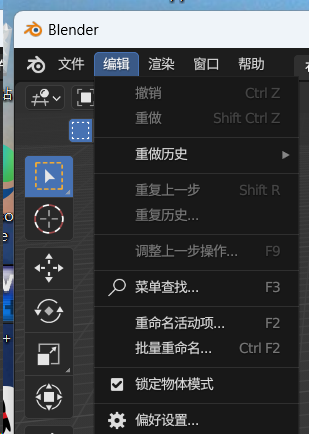 Blender
文件 编辑 渲染 窗口 帮助
撤销 Ctrl Z
重做 Shift Ctrl Z
重做历史
重复上一步 Shift R
重复历史...
调整上一步操作... F9
菜单查找... F3
重命名活动项... F2
批量重命名... Ctrl F2
锁定物体模式
偏好设置...